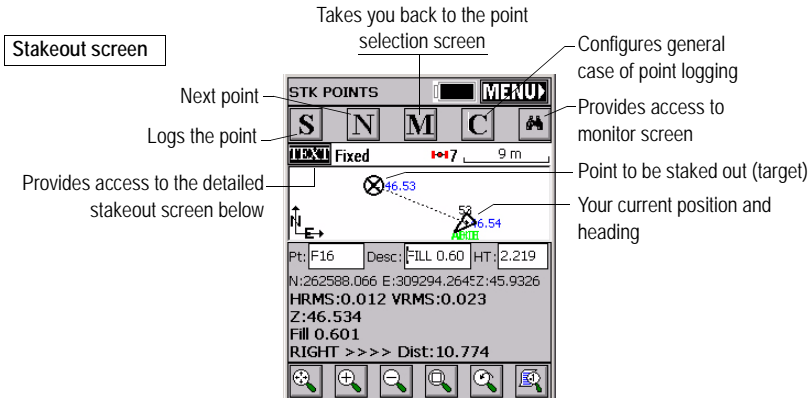 Takes you back to the point
selection screen
Stakeout screen
Configures general
case of point logging
Next point
Logs the point
Provides access to
monitor screen
Provides access to the detailed
stakeout screen below
Point to be staked out (target)
Your current position and
heading
STK POINTS MENU
S N M C
TEXT Fixed 7 9 m
46.53
53
46.54
N
E
Pt: F16 Desc: FILL 0.60 HT: 2.219
N:262588.066 E:309294.2645 Z:45.9326
HRMS:0.012 VRMS:0.023
Z:46.534
Fill 0.601
RIGHT >>>> Dist:10.774